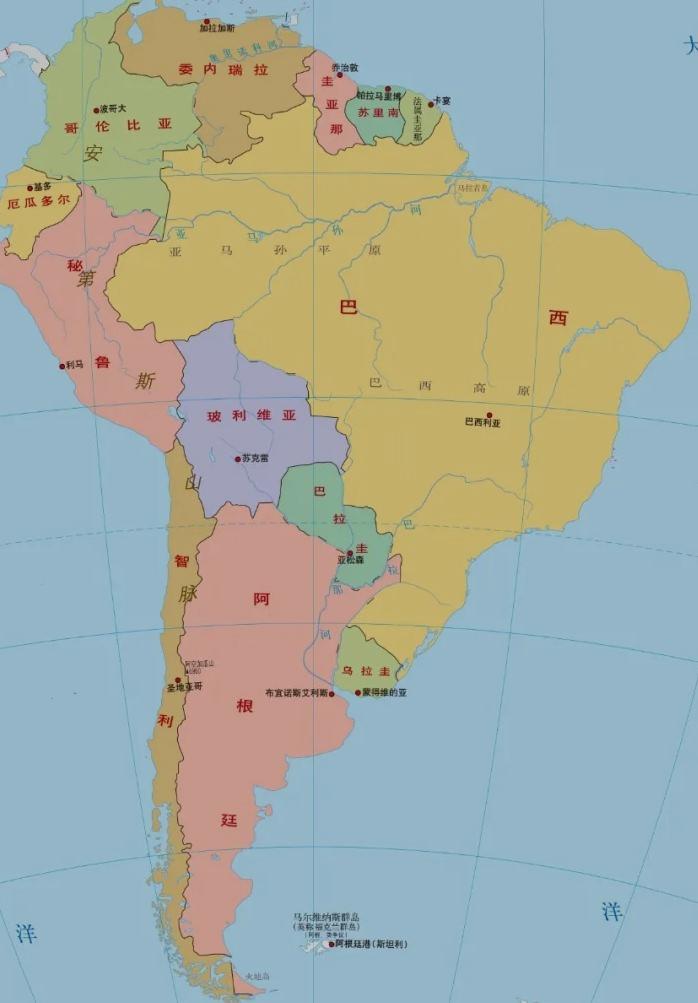 加拉加斯
奥里诺科河
委内瑞拉
乔治敦
圭亚那
帕拉马里博
苏里南
卡宴
法属圭亚那
大
波哥大
哥伦比亚
基多
厄瓜多尔
马拉若岛
亚马孙河
亚马孙平原
安第斯山脉
秘鲁
利马
巴西
巴西高原
巴西利亚
玻利维亚
苏克雷
巴拉圭
亚松森
巴拉那河
智利
圣地亚哥
阿根廷
乌拉圭
布宜诺斯艾利斯
蒙得维的亚
洋
洋
马尔维纳斯群岛
(英称福克兰群岛)
阿根廷港(斯坦利)
火地岛